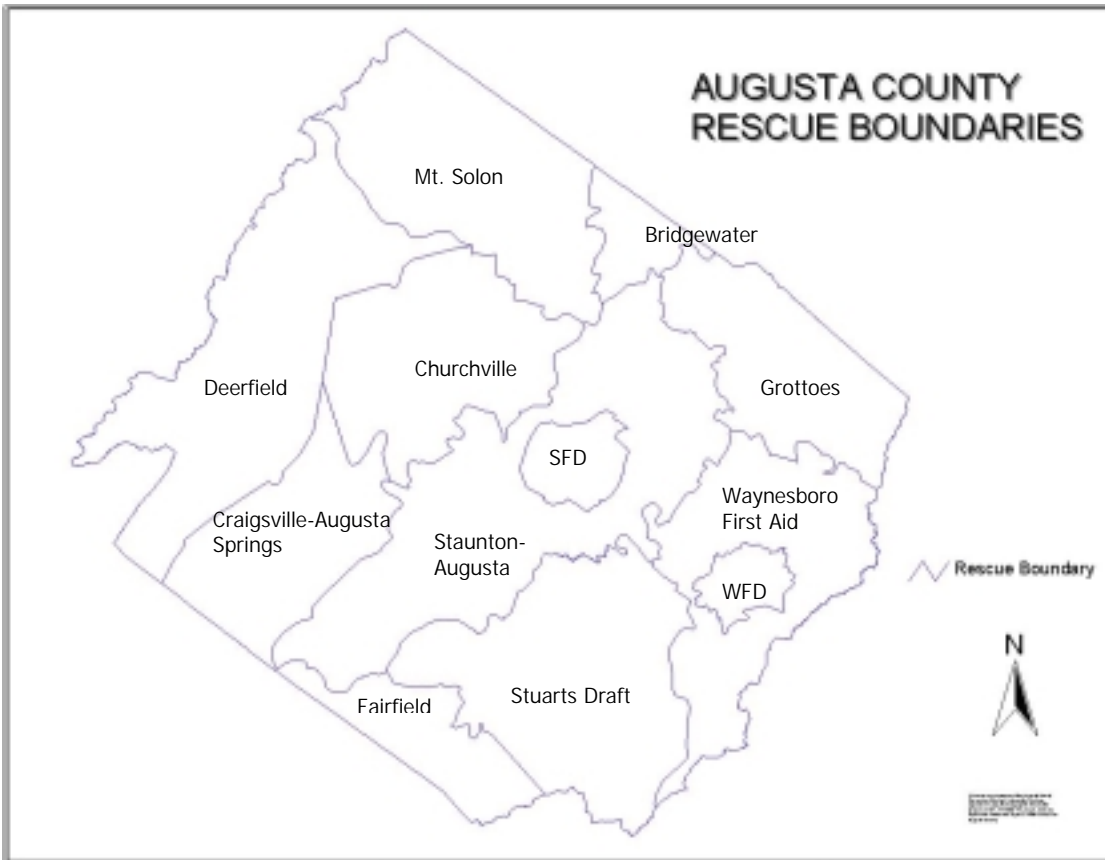 AUGUSTA COUNTY
RESCUE BOUNDARIES
Mt. Solon
Bridgewater
Deerfield
Churchville
Grottoes
SFD
Waynesboro
First Aid
Craigsville-Augusta
Springs
Staunton-
Augusta
WFD
Rescue Boundary
N
Fairfield
Stuarts Draft